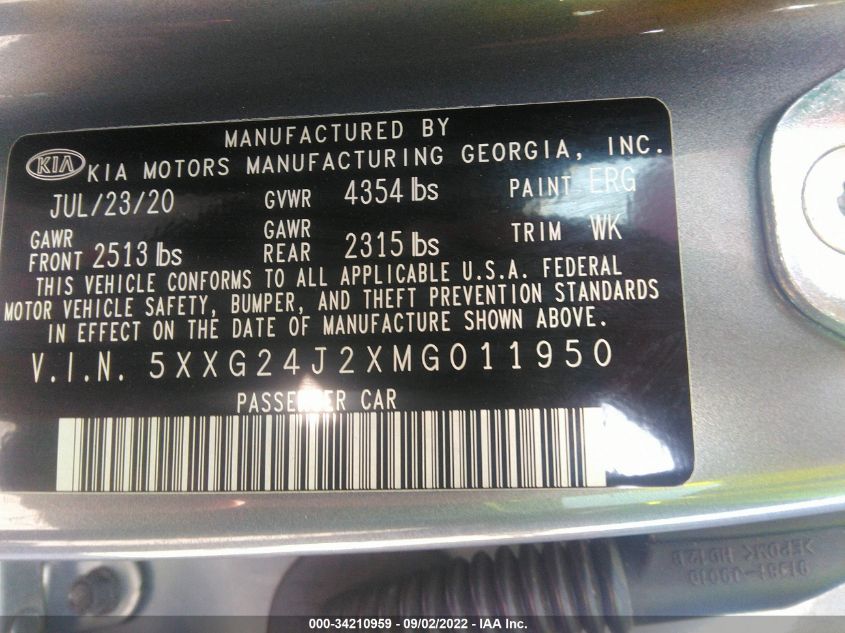 MANUFACTURED BY
KIA KIA MOTORS MANUFACTURING GEORGIA, INC.
JUL/23/20 GVWR 4354 lbs PAINT ERG
GAWR FRONT 2513 lbs GAWR REAR 2315 lbs TRIM WK
THIS VEHICLE CONFORMS TO ALL APPLICABLE U.S.A. FEDERAL
MOTOR VEHICLE SAFETY, BUMPER, AND THEFT PREVENTION STANDARDS
IN EFFECT ON THE DATE OF MANUFACTURE SHOWN ABOVE.
V.I.N. 5XXG24J2XMG011950
PASSENGER CAR
000-34210959 - 09/02/2022 - IAA Inc.